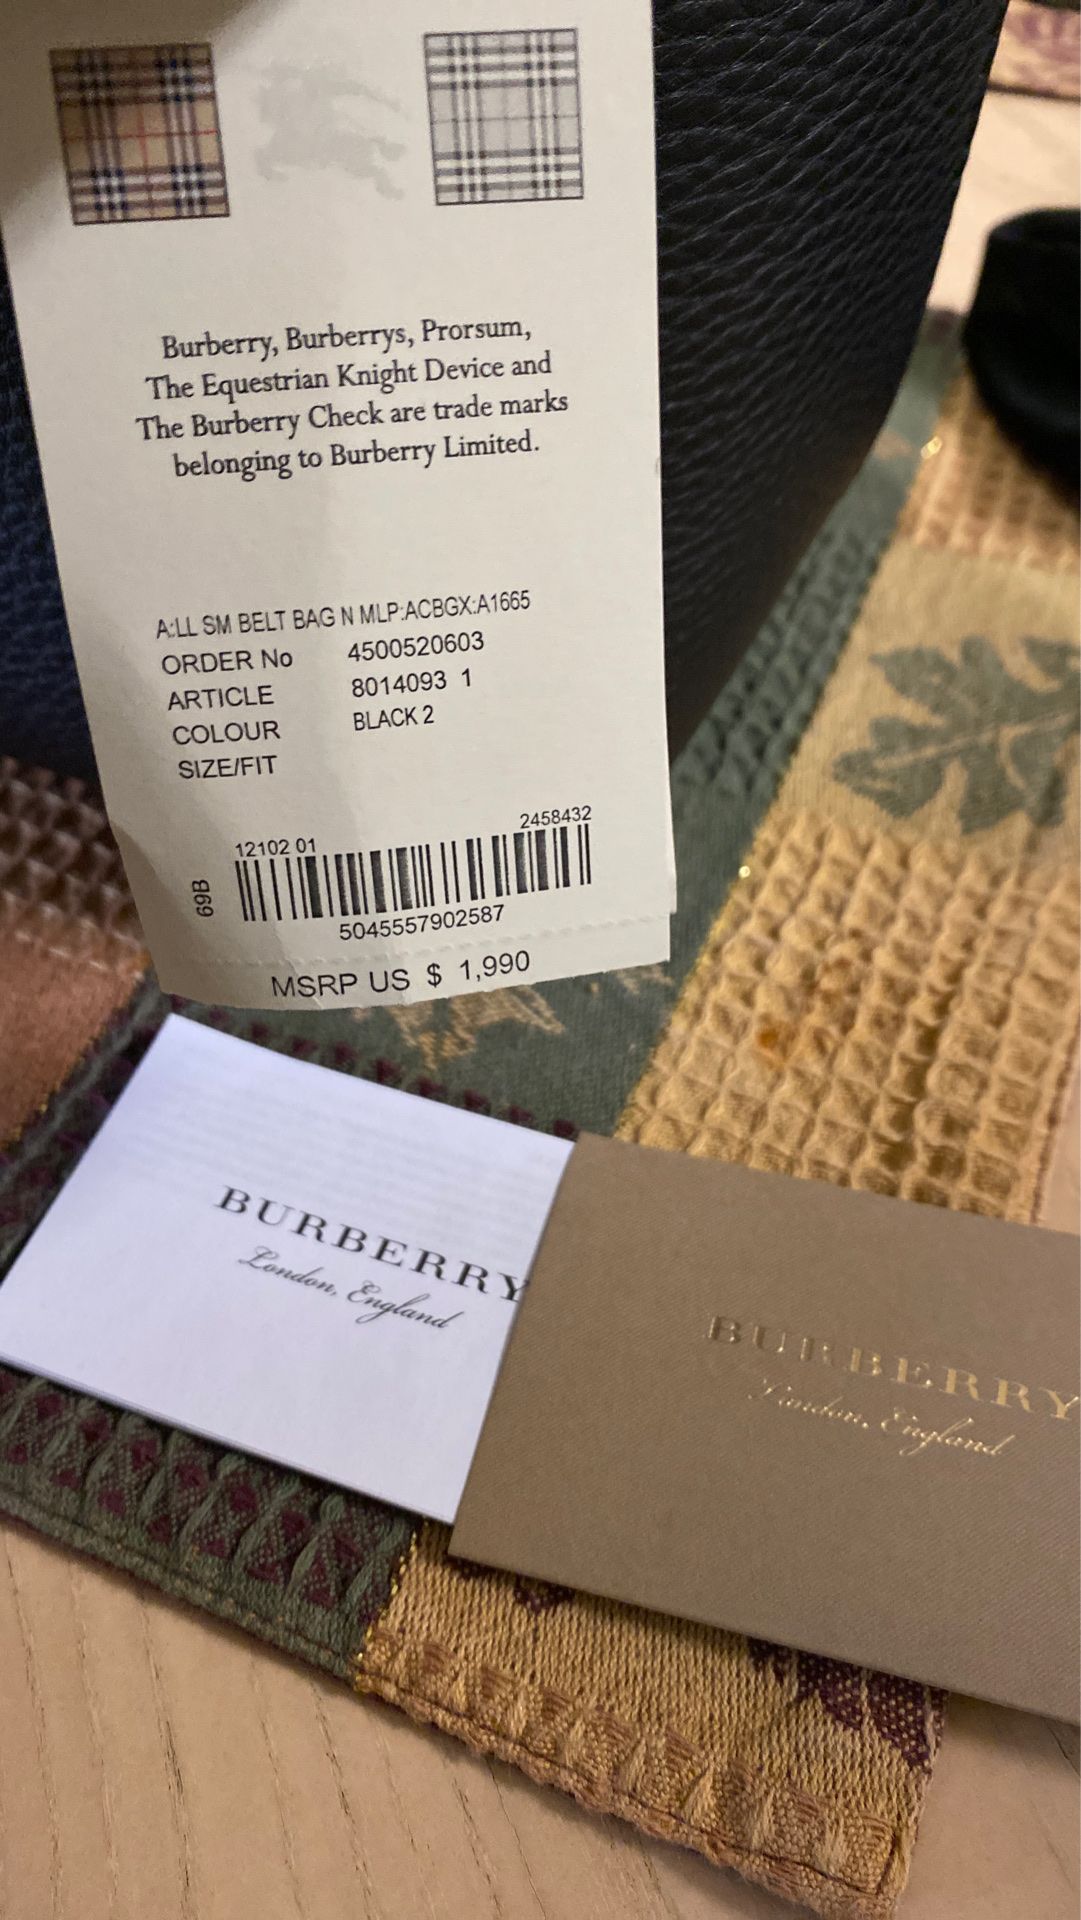 Burberry, Burberrys, Prorsum,
The Equestrian Knight Device and
The Burberry Check are trade marks
belonging to Burberry Limited.
A:LL SM BELT BAG N MLP:ACBGX:A1665
ORDER No 4500520603
ARTICLE 8014093 1
COLOUR BLACK 2
SIZE/FIT
12102 01 2458432
69B
5045557902587
MSRP US $ 1,990
BURBERRY
London, England
BURBERRY
London, England